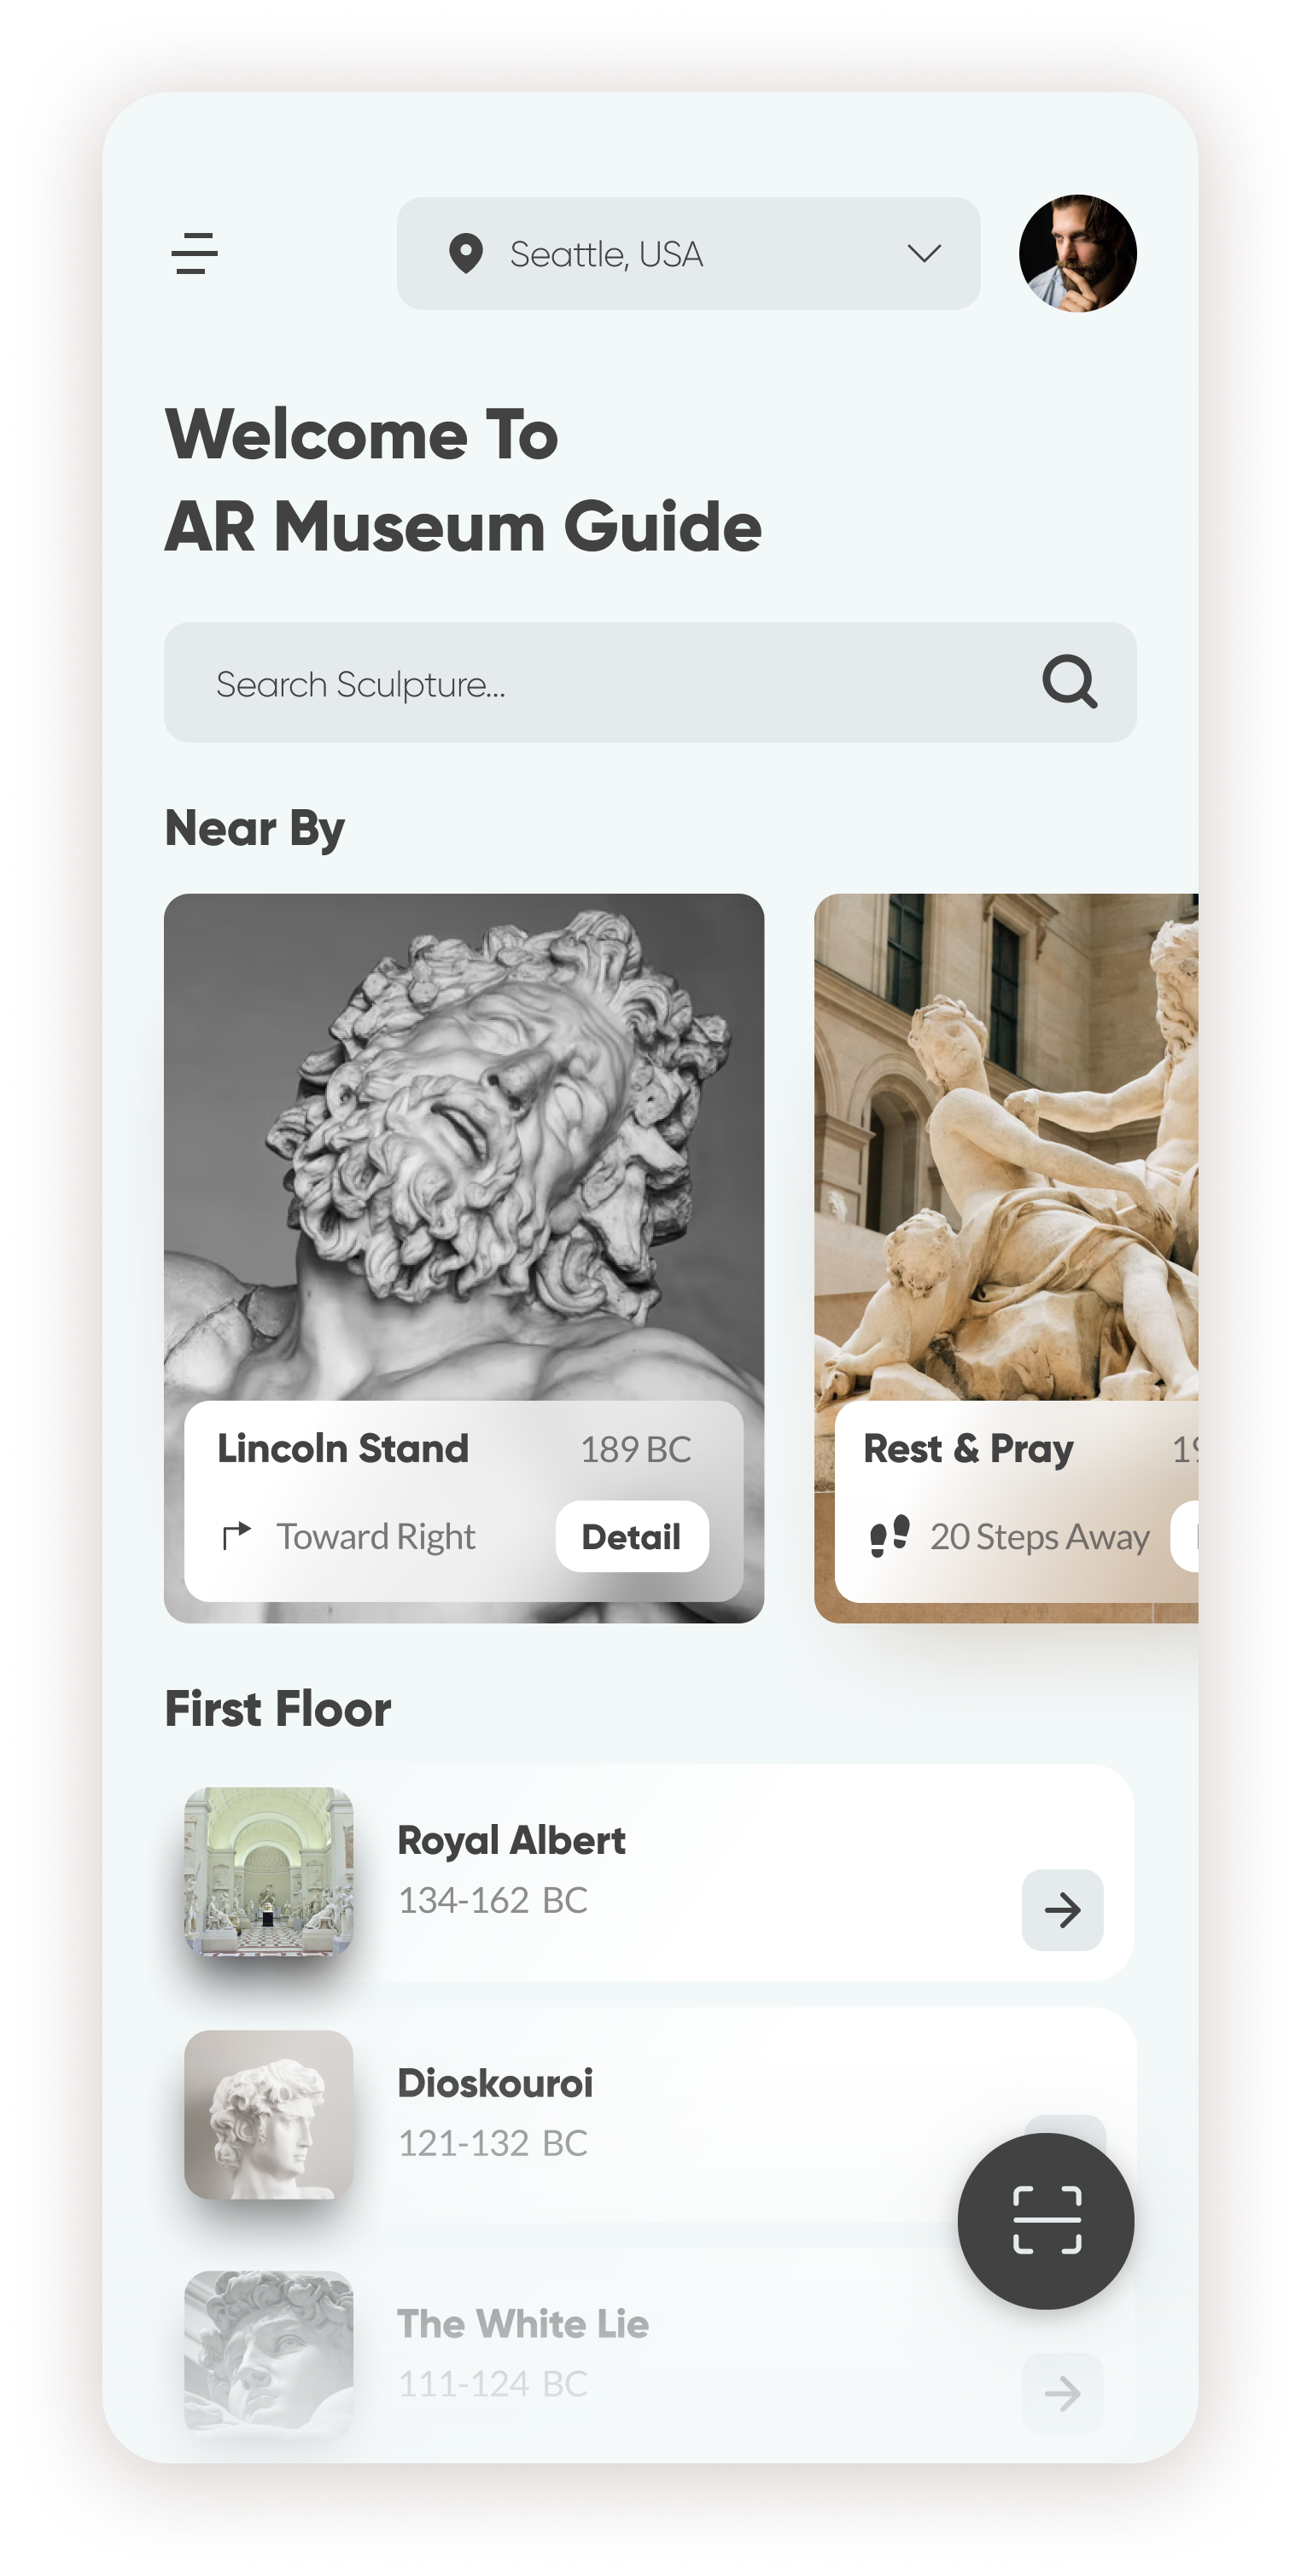 Seattle, USA
Welcome To
AR Museum Guide
Search Sculpture...
Near By
Lincoln Stand 189 BC
Toward Right Detail
Rest & Pray 19
20 Steps Away
First Floor
Royal Albert
134-162 BC
Dioskouroi
121-132 BC
The White Lie
111-124 BC